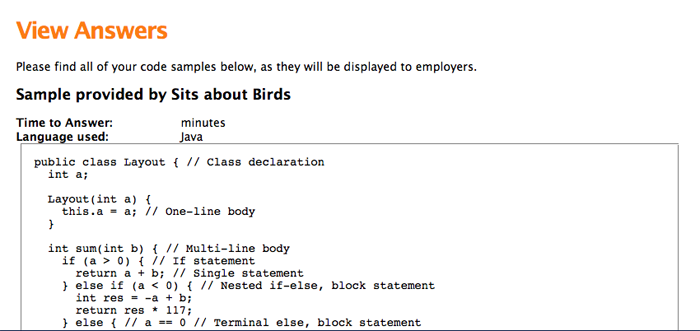 View Answers
Please find all of your code samples below, as they will be displayed to employers.
Sample provided by Sits about Birds
Time to Answer: minutes
Language used: Java
public class Layout { // Class declaration
  int a;

  Layout(int a) {
    this.a = a; // One-line body
  }

  int sum(int b) { // Multi-line body
    if (a > 0) { // If statement
      return a + b; // Single statement
    } else if (a < 0) { // Nested if-else, block statement
      int res = -a + b;
      return res * 117;
    } else { // a == 0 // Terminal else, block statement